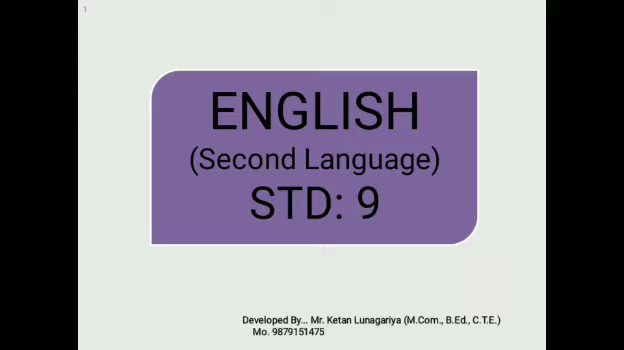 1
ENGLISH
(Second Language)
STD: 9
Developed By... Mr. Ketan Lunagariya (M.Com., B.Ed., C.T.E.)
Mo. 9879151475